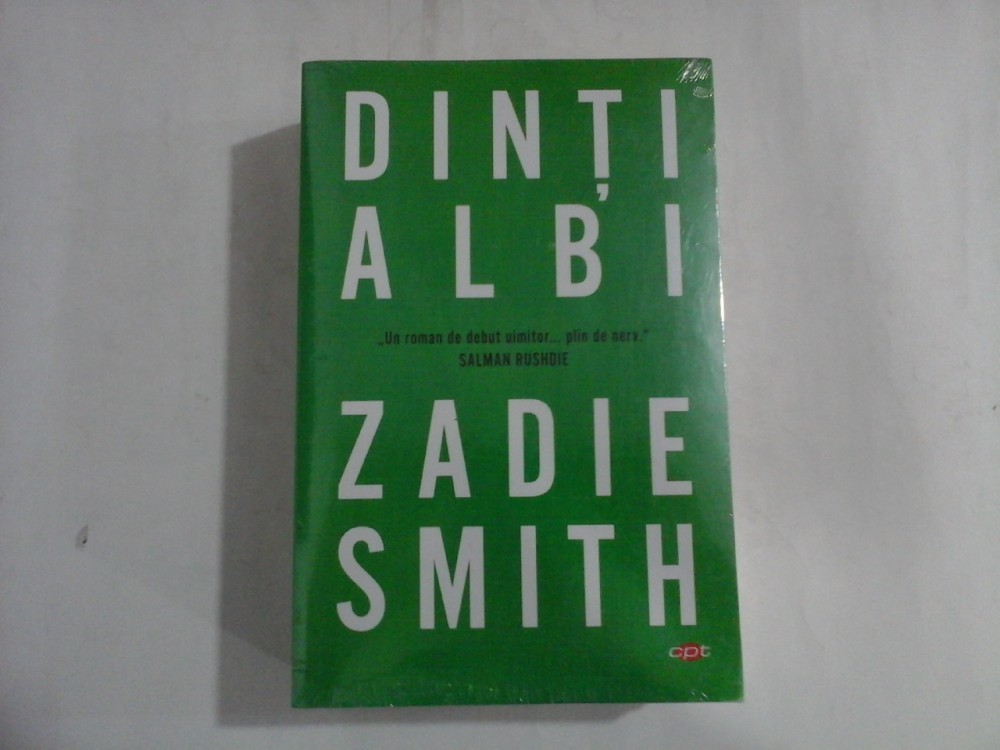 DINȚI
ALBI
„Un roman de debut uimitor... plin de nerv.”
SALMAN RUSHDIE
ZADIE
SMITH
cpt